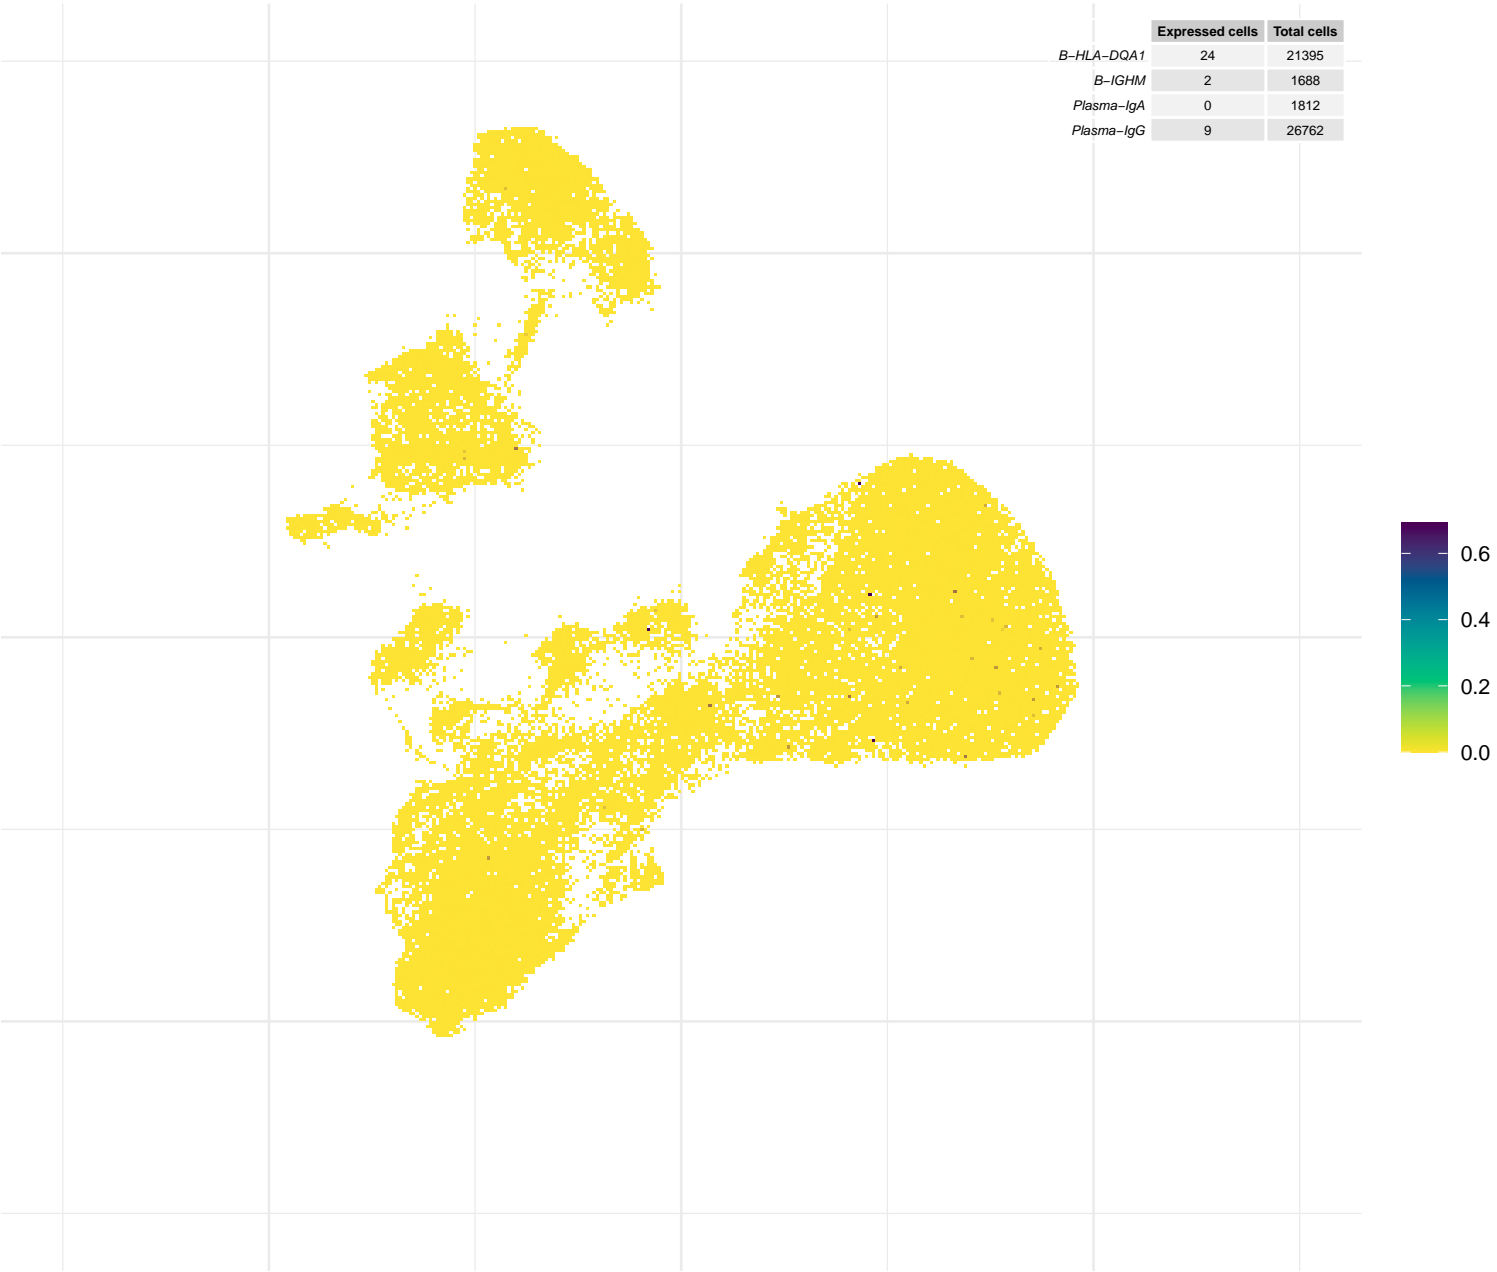 Expressed cells Total cells
B−HLA−DQA1 24 21395
B−IGHM 2 1688
Plasma−IgA 0 1812
Plasma−IgG 9 26762
0.6
0.4
0.2
0.0